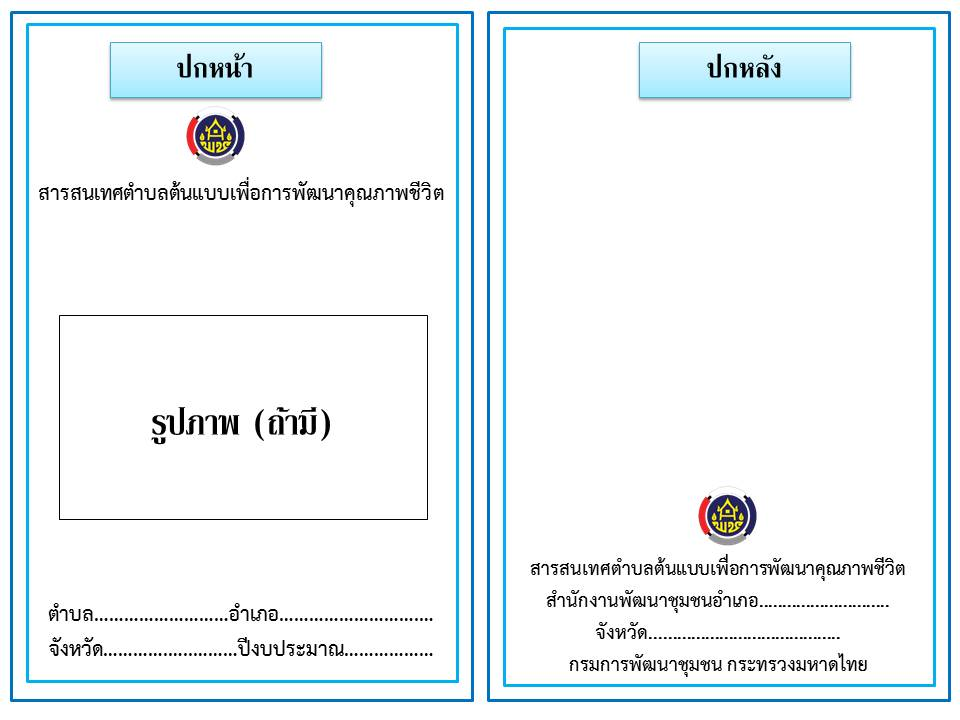 ปกหน้า
พช
สารสนเทศตำบลต้นแบบเพื่อการพัฒนาคุณภาพชีวิต
รูปภาพ (ถ้ามี)
ตำบล...........................อำเภอ...............................
จังหวัด...........................ปีงบประมาณ..................
ปกหลัง
พช
สารสนเทศตำบลต้นแบบเพื่อการพัฒนาคุณภาพชีวิต
สำนักงานพัฒนาชุมชนอำเภอ............................
จังหวัด.........................................
กรมการพัฒนาชุมชน กระทรวงมหาดไทย